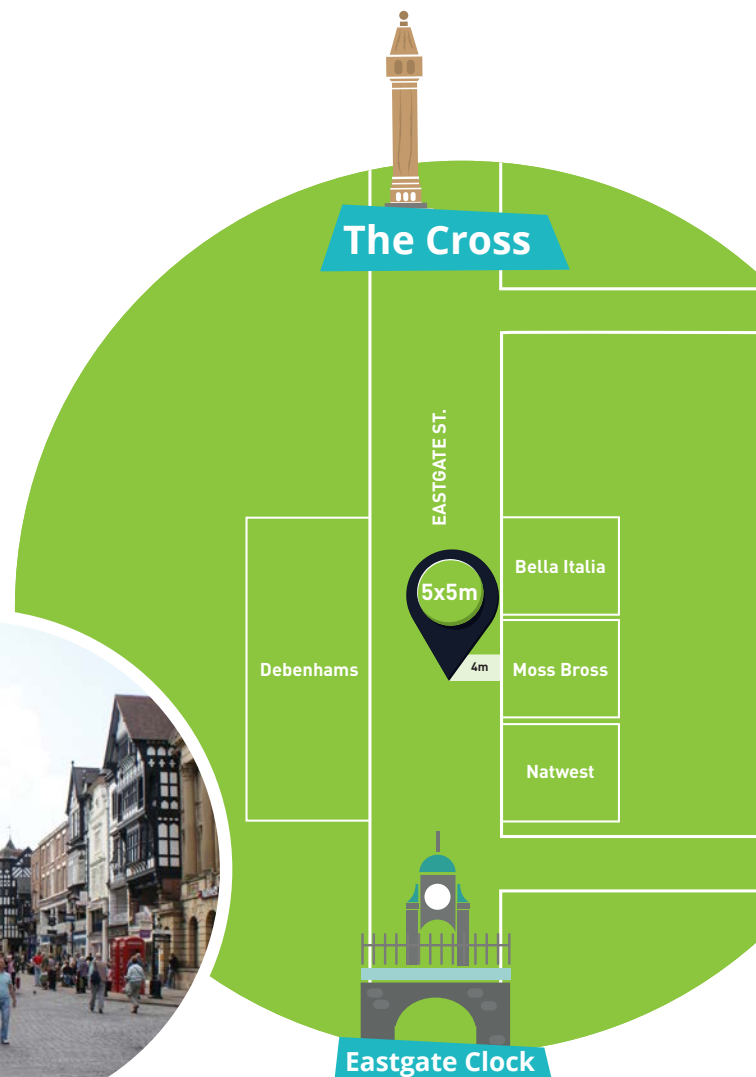 The Cross
EASTGATE ST.
5x5m
Bella Italia
4m
Debenhams
Moss Bross
Natwest
Eastgate Clock